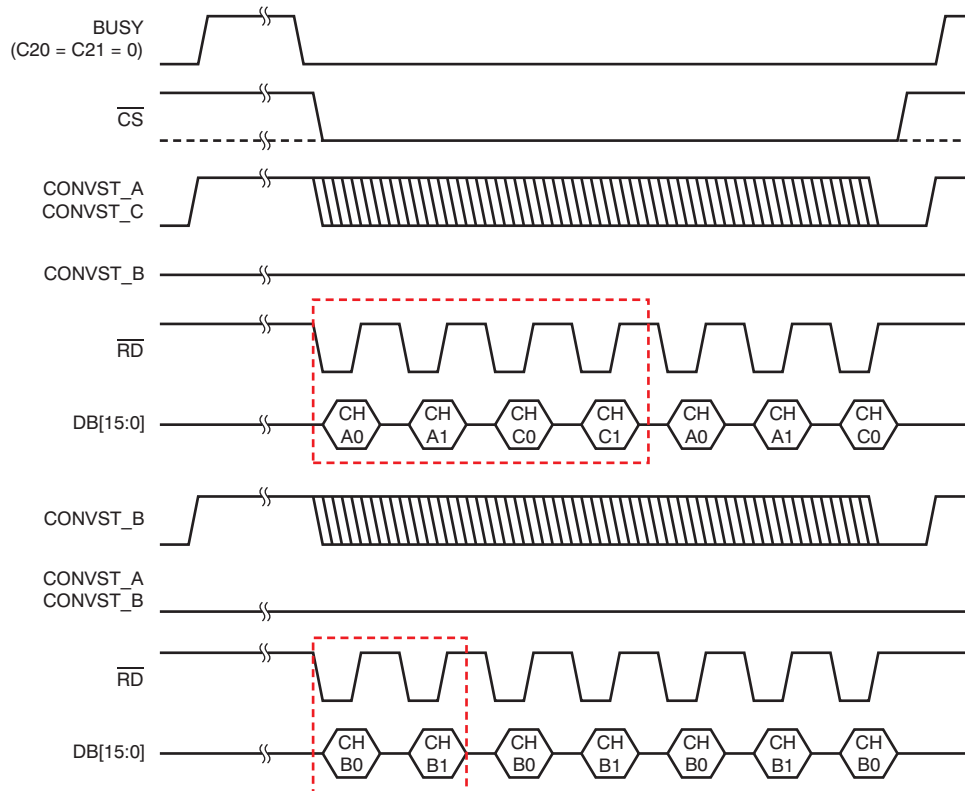 BUSY
(C20 = C21 = 0)
CS
CONVST_A
CONVST_C
CONVST_B
RD
DB[15:0]
CH A0
CH A1
CH C0
CH C1
CH A0
CH A1
CH C0
CONVST_B
CONVST_A
CONVST_B
RD
DB[15:0]
CH B0
CH B1
CH B0
CH B1
CH B0
CH B1
CH B0